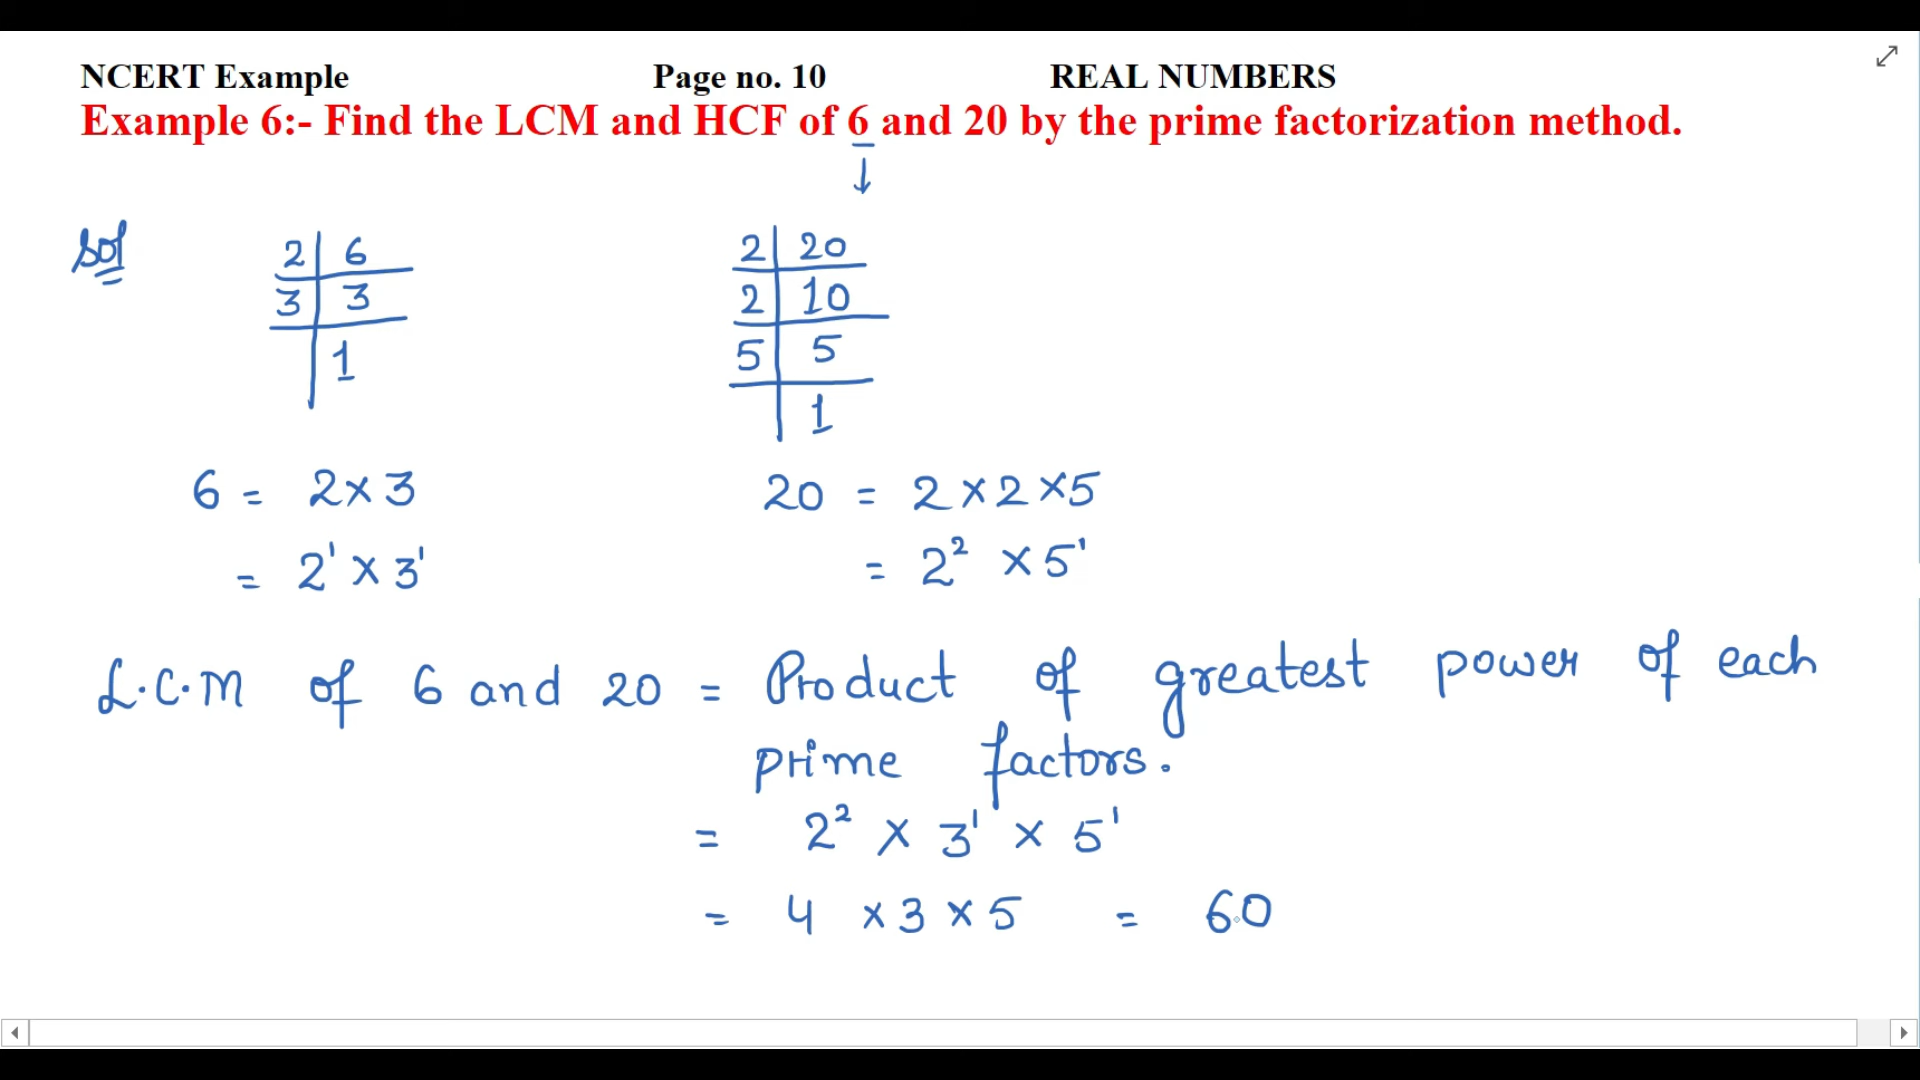 NCERT Example Page no. 10 REAL NUMBERS
Example 6:- Find the LCM and HCF of 6 and 20 by the prime factorization method.
Sol
2 | 6 2 | 20
3 | 3 2 | 10
1 5 | 5
1
6 = 2 × 3 20 = 2 × 2 × 5
= 2¹ × 3¹ = 2² × 5¹
L.C.M of 6 and 20 = Product of greatest power of each
prime factors.
= 2² × 3¹ × 5¹
= 4 × 3 × 5 = 60